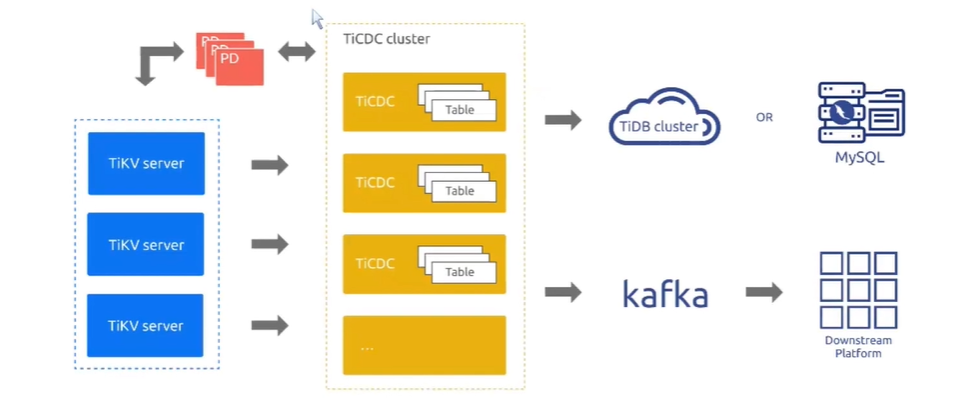 PD
PD
PD
TiCDC cluster
TiCDC
Table
TiDB cluster
OR
MySQL
TiKV server
TiCDC
Table
TiKV server
TiCDC
Table
kafka
TiKV server
...
Downstream
Platform